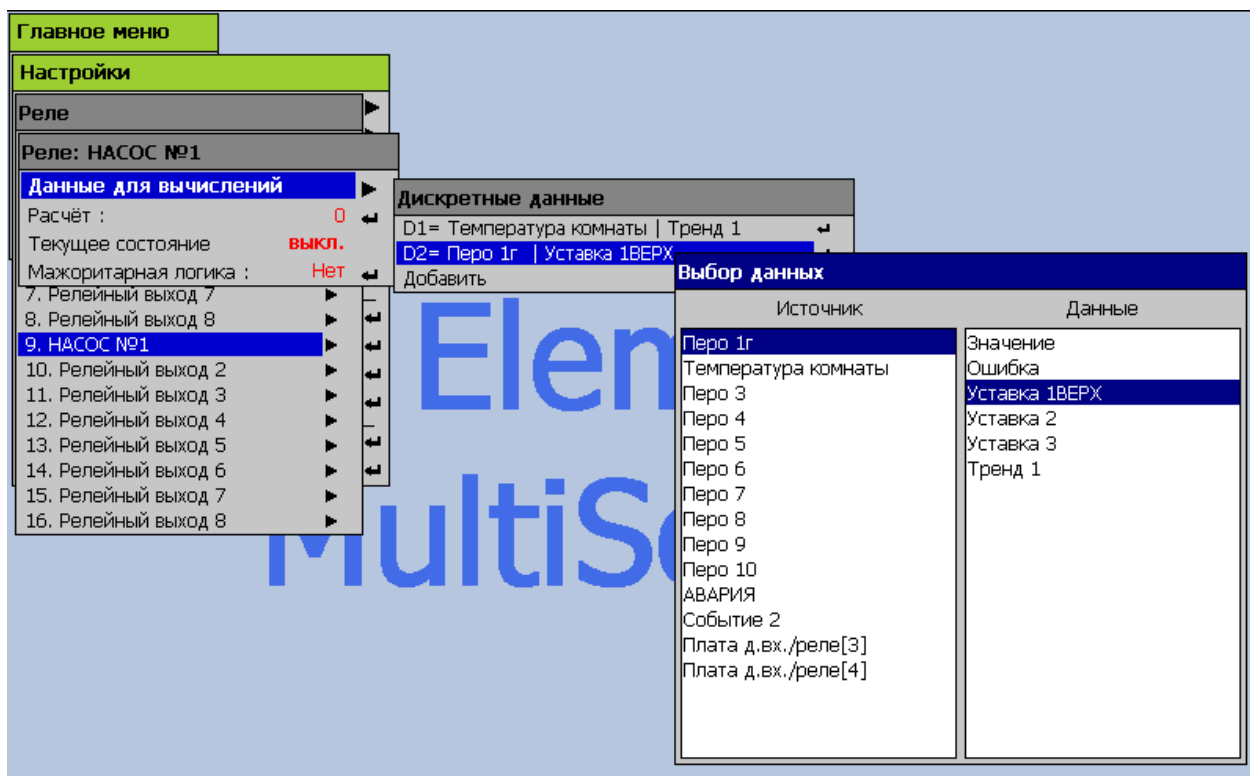 Главное меню
Настройки
Реле
Реле: НАСОС №1
Данные для вычислений
Расчёт : 0
Текущее состояние выкл.
Мажоритарная логика : Нет
7. Релейный выход 7
8. Релейный выход 8
9. НАСОС №1
10. Релейный выход 2
11. Релейный выход 3
12. Релейный выход 4
13. Релейный выход 5
14. Релейный выход 6
15. Релейный выход 7
16. Релейный выход 8
Дискретные данные
D1= Температура комнаты | Тренд 1
D2= Перо 1г | Уставка 1ВЕРХ
Добавить
Выбор данных
Источник
Перо 1г
Температура комнаты
Перо 3
Перо 4
Перо 5
Перо 6
Перо 7
Перо 8
Перо 9
Перо 10
АВАРИЯ
Событие 2
Плата д.вх./реле[3]
Плата д.вх./реле[4]
Данные
Значение
Ошибка
Уставка 1ВЕРХ
Уставка 2
Уставка 3
Тренд 1